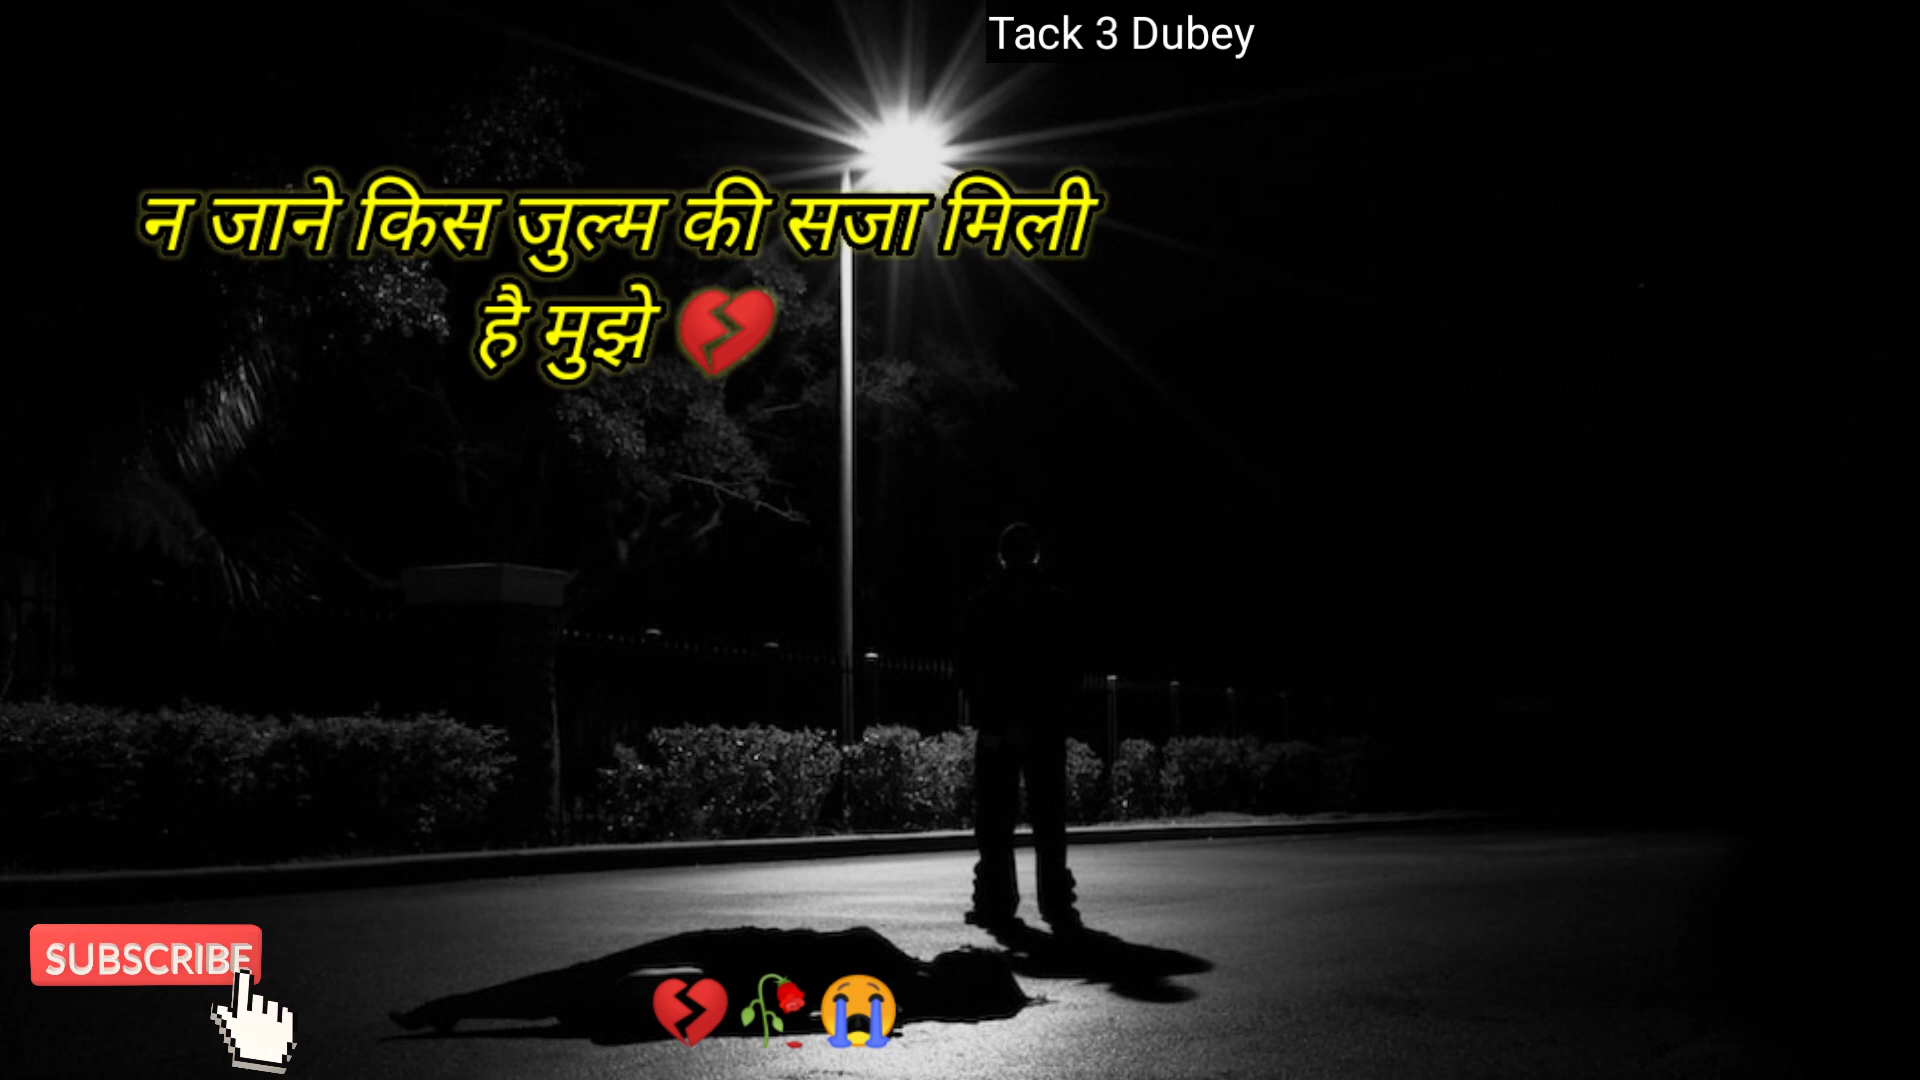 Tack 3 Dubey
न जाने किस जुल्म की सजा मिली
है मुझे 💔
SUBSCRIBE
💔🥀😭